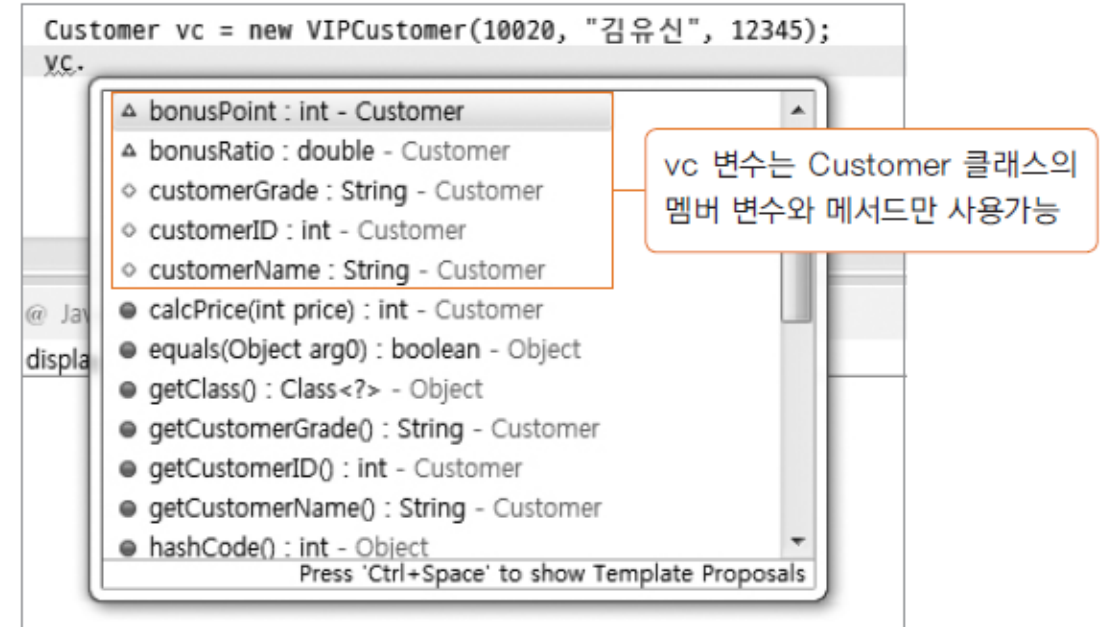 Customer vc = new VIPCustomer(10020, "김유신", 12345);
vc.
bonusPoint : int - Customer
bonusRatio : double - Customer
customerGrade : String - Customer
customerID : int - Customer
customerName : String - Customer
calcPrice(int price) : int - Customer
equals(Object arg0) : boolean - Object
getClass() : Class<?> - Object
getCustomerGrade() : String - Customer
getCustomerID() : int - Customer
getCustomerName() : String - Customer
hashCode() : int - Object
Press 'Ctrl+Space' to show Template Proposals
vc 변수는 Customer 클래스의
멤버 변수와 메서드만 사용가능
@ Jav
displa